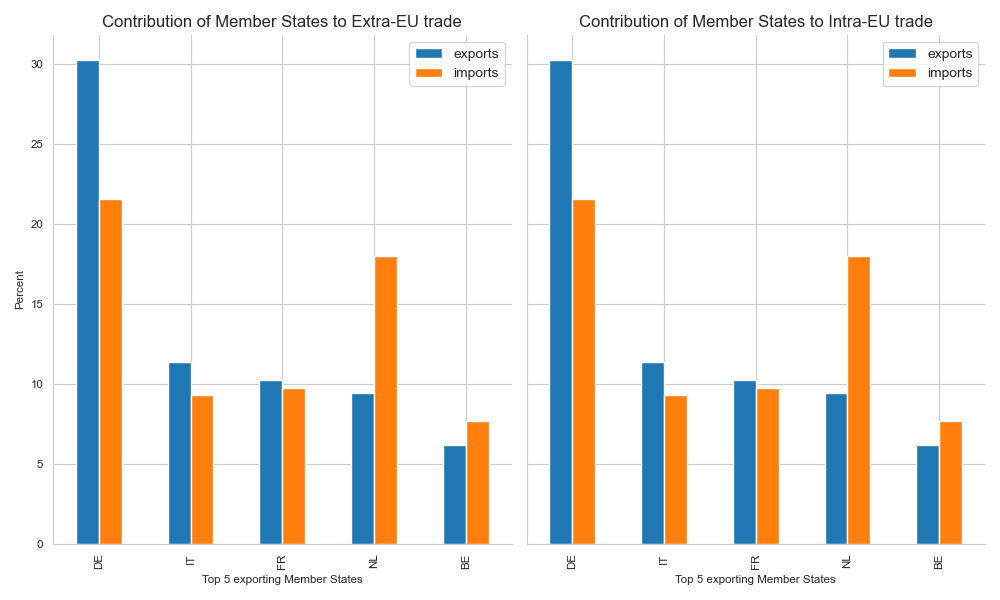 Contribution of Member States to Extra-EU trade
exports
imports
30
25
20
15
10
5
0
Percent
DE
IT
FR
NL
BE
Top 5 exporting Member States
Contribution of Member States to Intra-EU trade
exports
imports
DE
IT
FR
NL
BE
Top 5 exporting Member States